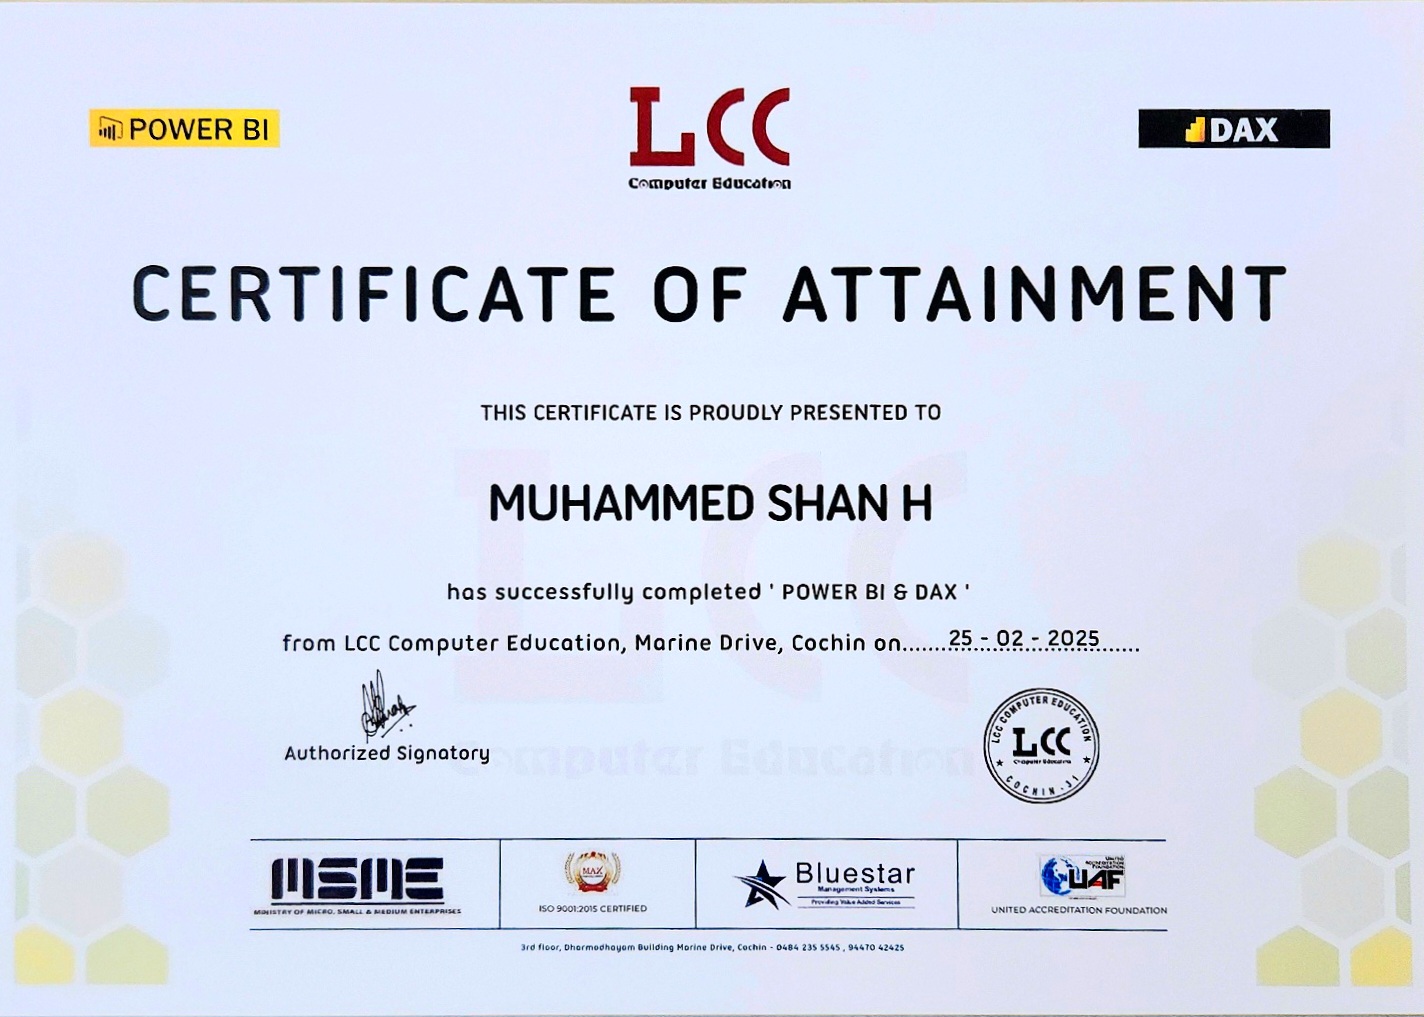 POWER BI
LCC
Computer Education
DAX
CERTIFICATE OF ATTAINMENT
THIS CERTIFICATE IS PROUDLY PRESENTED TO
MUHAMMED SHAN H
has successfully completed ' POWER BI & DAX '
from LCC Computer Education, Marine Drive, Cochin on.......25 - 02 - 2025......
Authorized Signatory
LCC COMPUTER EDUCATION
LCC
Computer Education
COCHIN - 31
LCC
Computer Education
MSME
MINISTRY OF MICRO, SMALL & MEDIUM ENTERPRISES
MAX
ISO 9001:2015 CERTIFIED
Bluestar
Management Systems
Providing Value Added Services
UNITED
ACCREDITATION
FOUNDATION
UAF
UNITED ACCREDITATION FOUNDATION
3rd floor, Dharmodhayam Building Marine Drive, Cochin - 0484 235 5545 , 94470 42425